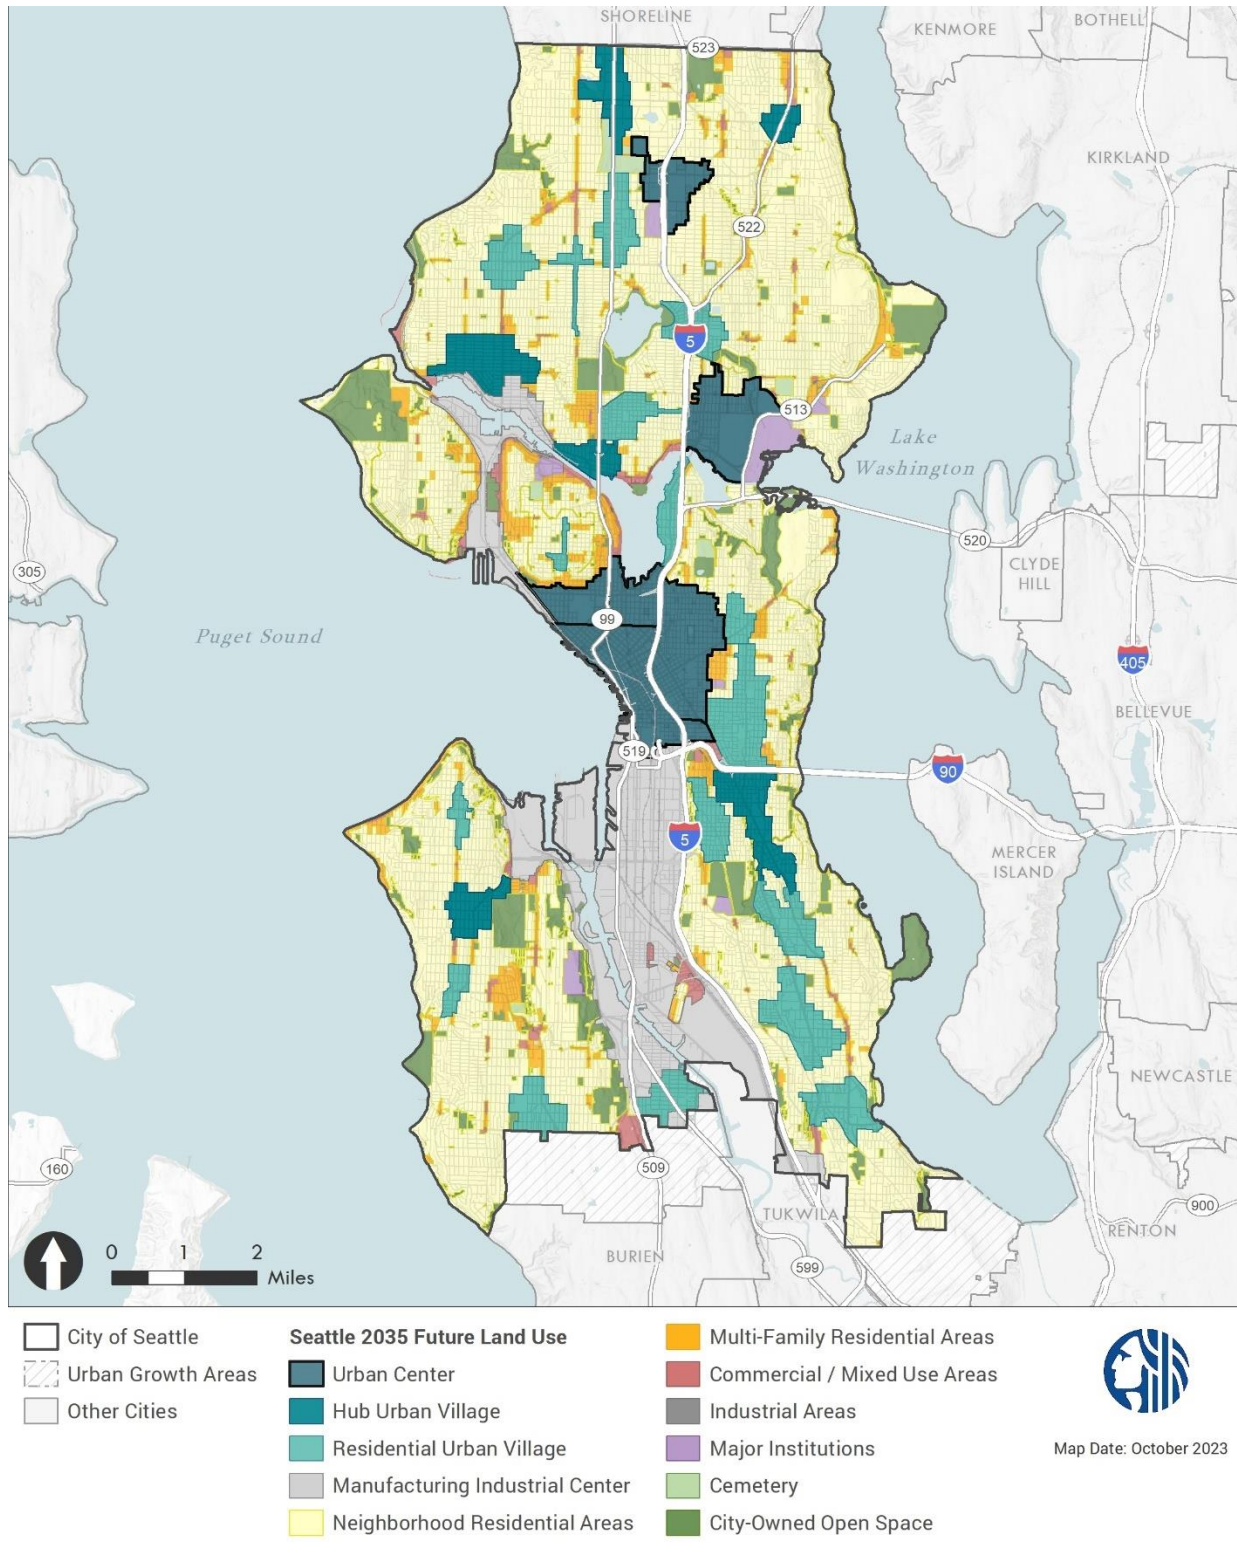 SHORELINE
BOTHELL
KENMORE
523
KIRKLAND
522
5
513
Lake
Washington
520
CLYDE
HILL
305
99
Puget Sound
405
BELLEVUE
519
90
5
MERCER
ISLAND
NEWCASTLE
160
509
900
TUKWILA
RENTON
BURIEN
599
0 1 2
Miles
City of Seattle
Urban Growth Areas
Other Cities
Seattle 2035 Future Land Use
Urban Center
Hub Urban Village
Residential Urban Village
Manufacturing Industrial Center
Neighborhood Residential Areas
Multi-Family Residential Areas
Commercial / Mixed Use Areas
Industrial Areas
Major Institutions
Cemetery
City-Owned Open Space
Map Date: October 2023